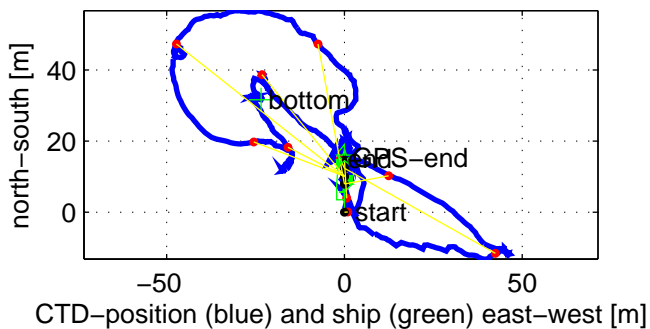 north−south [m]
40
20
0
bottom
GPS−end
end
start
−50
0
50
CTD−position (blue) and ship (green) east−west [m]